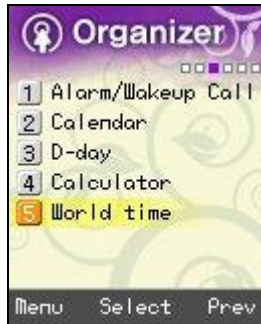 Organizer
1 Alarm/Wakeup Call
2 Calendar
3 D-day
4 Calculator
5 World time
Menu Select Prev